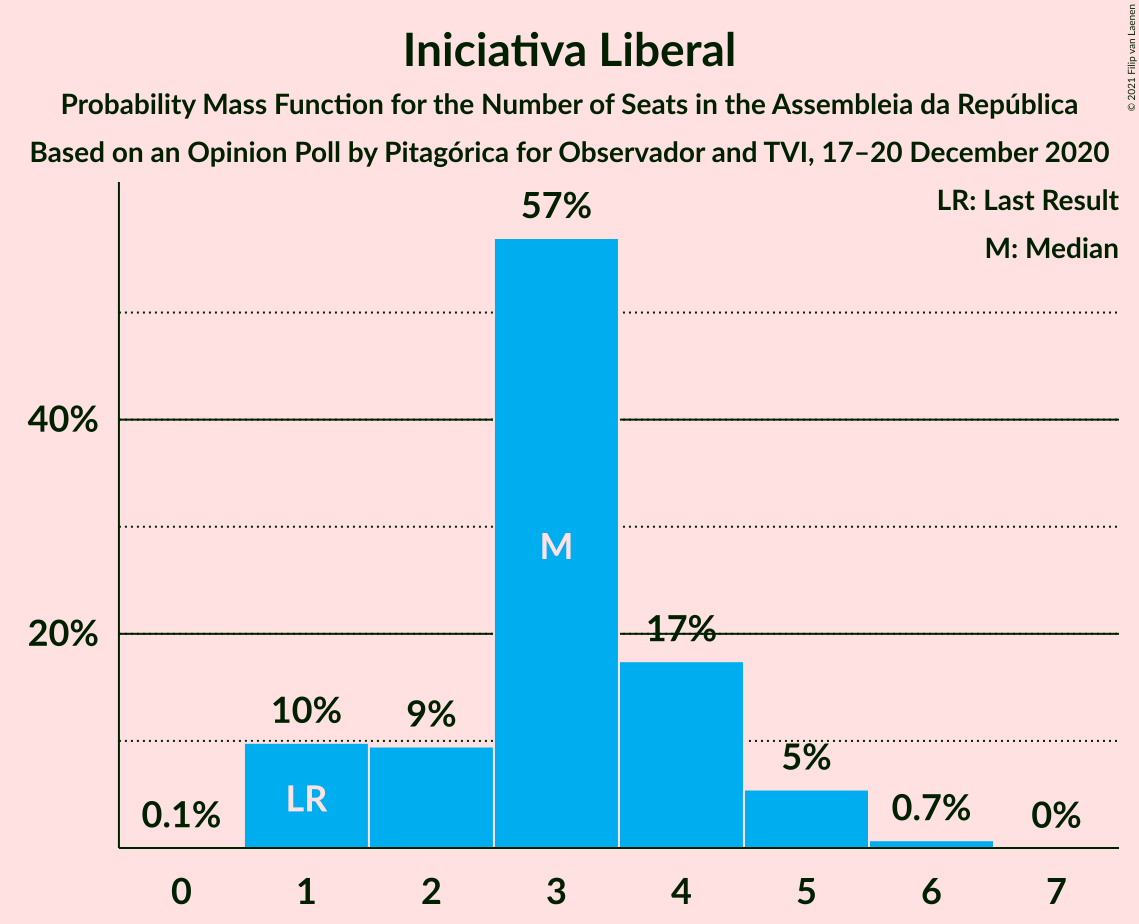 Iniciativa Liberal
Probability Mass Function for the Number of Seats in the Assembleia da República
Based on an Opinion Poll by Pitagórica for Observador and TVI, 17–20 December 2020
© 2021 Filip van Laenen
LR: Last Result
M: Median
57%
40%
M
20%
17%
10%
9%
5%
LR
0.1%
0.7%
0%
0 1 2 3 4 5 6 7